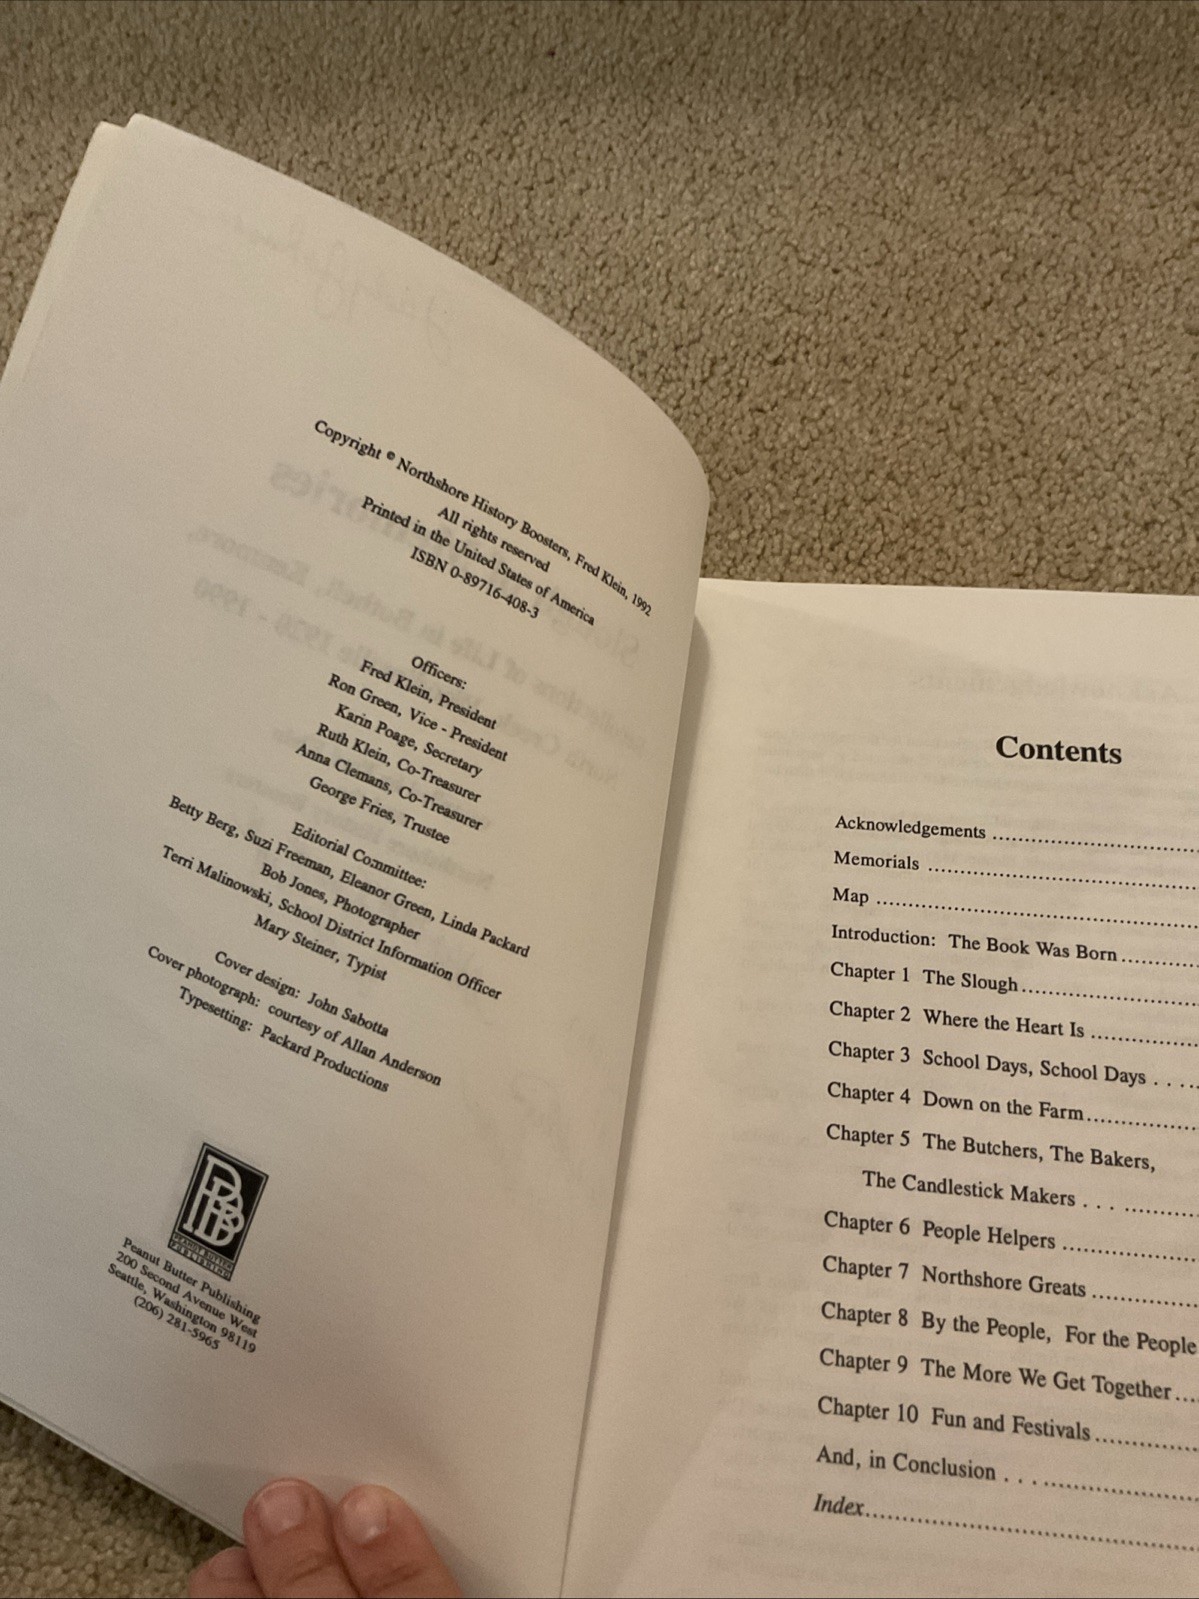 Copyright © Northshore History Boosters, Fred Klein, 1992
All rights reserved
Printed in the United States of America
ISBN 0-89716-408-3
Officers:
Fred Klein, President
Ron Green, Vice - President
Karin Poage, Secretary
Ruth Klein, Co-Treasurer
Anna Clemans, Co-Treasurer
George Fries, Trustee
Editorial Committee:
Betty Berg, Suzi Freeman, Eleanor Green, Linda Packard
Bob Jones, Photographer
Terri Malinowski, School District Information Officer
Mary Steiner, Typist
Cover design: John Sabotta
Cover photograph: courtesy of Allan Anderson
Typesetting: Packard Productions
PEANUT BUTTER
PUBLISHING
Peanut Butter Publishing
200 Second Avenue West
Seattle, Washington 98119
(206) 281-5965
Contents
Acknowledgements
Memorials
Map
Introduction: The Book Was Born
Chapter 1 The Slough
Chapter 2 Where the Heart Is
Chapter 3 School Days, School Days
Chapter 4 Down on the Farm
Chapter 5 The Butchers, The Bakers,
The Candlestick Makers
Chapter 6 People Helpers
Chapter 7 Northshore Greats
Chapter 8 By the People, For the People
Chapter 9 The More We Get Together
Chapter 10 Fun and Festivals
And, in Conclusion
Index